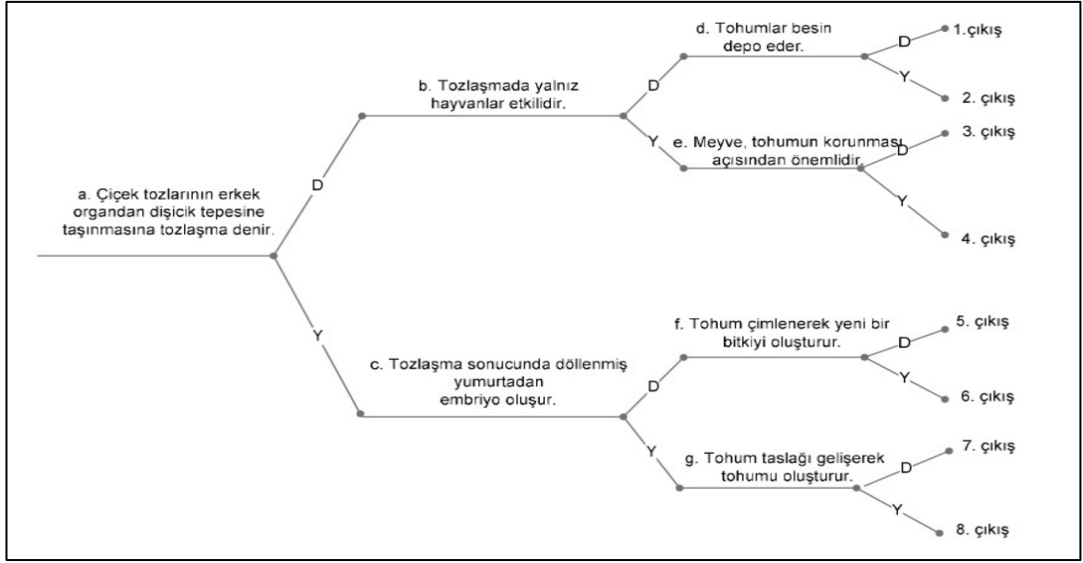 a. Çiçek tozlarının erkek
organdan dişicik tepesine
taşınmasına tozlaşma denir.
D
Y
b. Tozlaşmada yalnız
hayvanlar etkilidir.
D
Y
c. Tozlaşma sonucunda döllenmiş
yumurtadan
embriyo oluşur.
D
Y
d. Tohumlar besin
depo eder.
D
Y
1.çıkış
2. çıkış
e. Meyve, tohumun korunması
açısından önemlidir.
D
Y
3. çıkış
4. çıkış
f. Tohum çimlenerek yeni bir
bitkiyi oluşturur.
D
Y
5. çıkış
6. çıkış
g. Tohum taslağı gelişerek
tohumu oluşturur.
D
Y
7. çıkış
8. çıkış